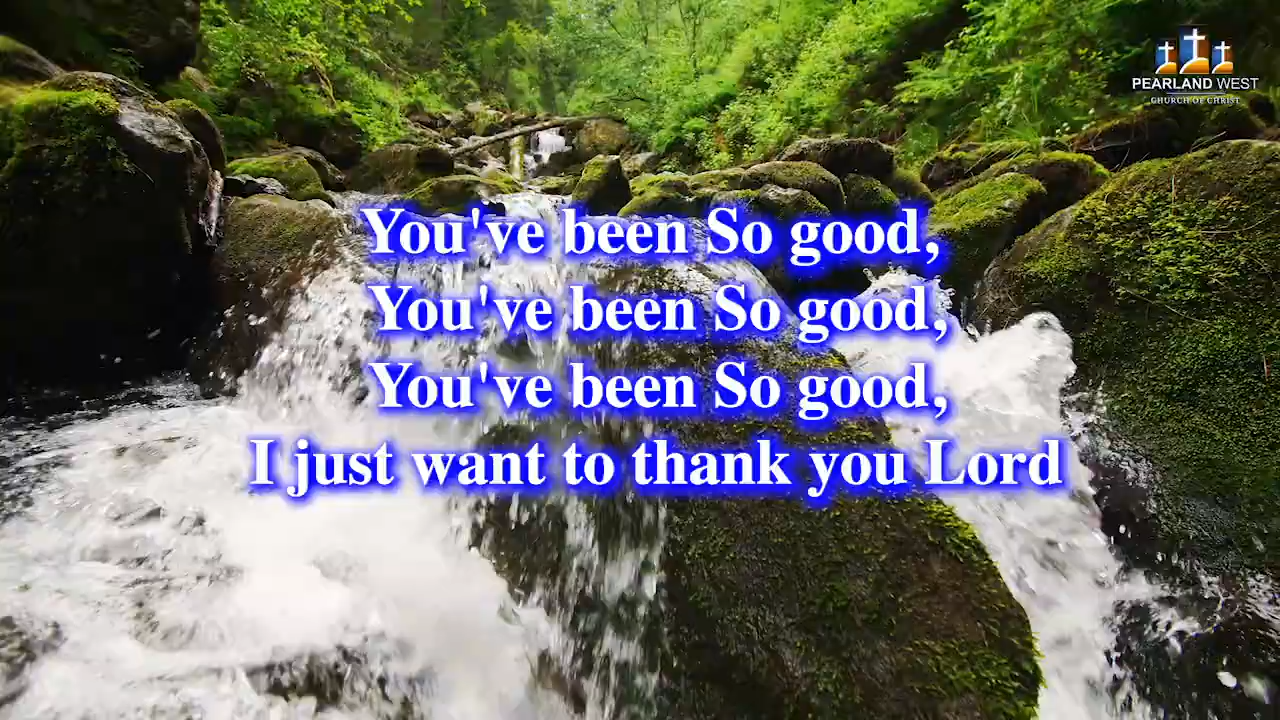 PEARLAND WEST
CHURCH OF CHRIST
You've been So good,
You've been So good,
You've been So good,
I just want to thank you Lord